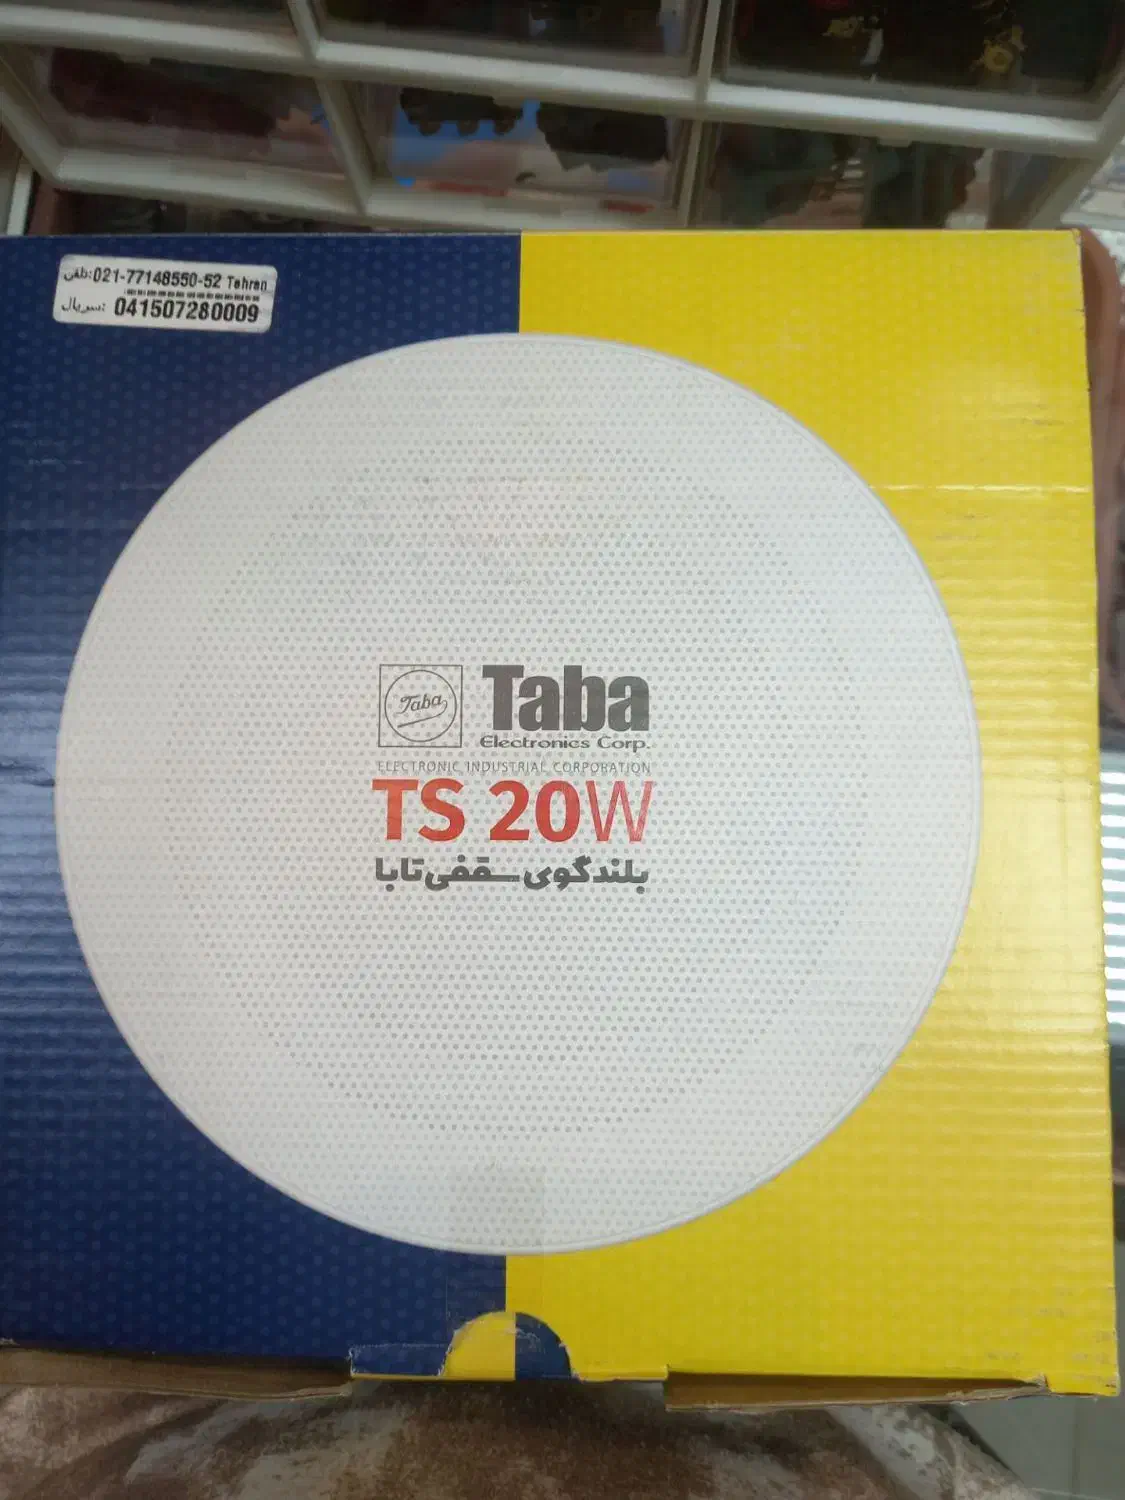 تلفن: 021-77148550-52 Tehran
سریال: 041507280009
Taba
Taba
Electronics Corp.
ELECTRONIC INDUSTRIAL CORPORATION
TS 20W
بلندگوی سقفی تابا